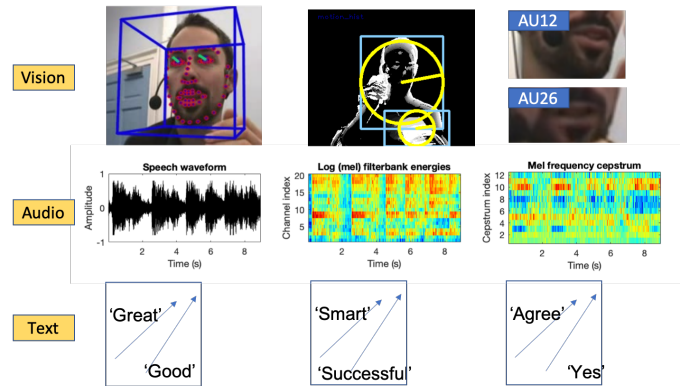 Vision
AU12
AU26
Audio
Speech waveform
Amplitude
1
0
-1
2 4 6 8
Time (s)
Log (mel) filterbank energies
Channel index
20
15
10
5
2 4 6 8
Time (s)
Mel frequency cepstrum
Cepstrum index
12
10
8
6
4
2
2 4 6 8
Time (s)
Text
‘Great’
‘Good’
‘Smart’
‘Successful’
‘Agree’
‘Yes’